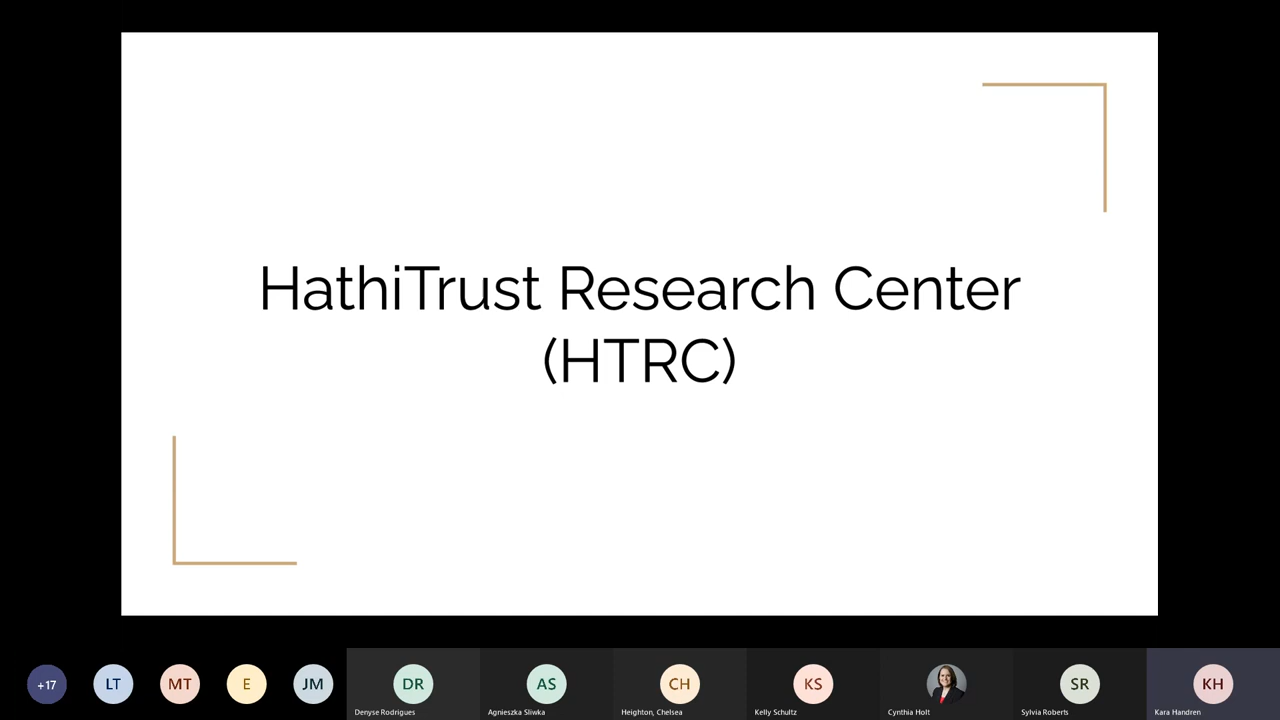 HathiTrust Research Center
(HTRC)
+17
LT
MT
E
JM
DR
AS
CH
KS
SR
KH
Denyse Rodrigues
Agnieszka Sliwka
Heighton, Chelsea
Kelly Schultz
Cynthia Holt
Sylvia Roberts
Kara Handren